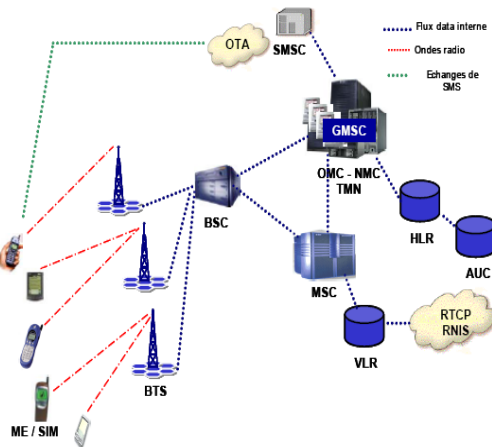 Flux data interne
Ondes radio
Echanges de
SMS
OTA
SMSC
GMSC
OMC - NMC
TMN
BSC
HLR
AUC
MSC
VLR
RTCP
RNIS
BTS
ME / SIM